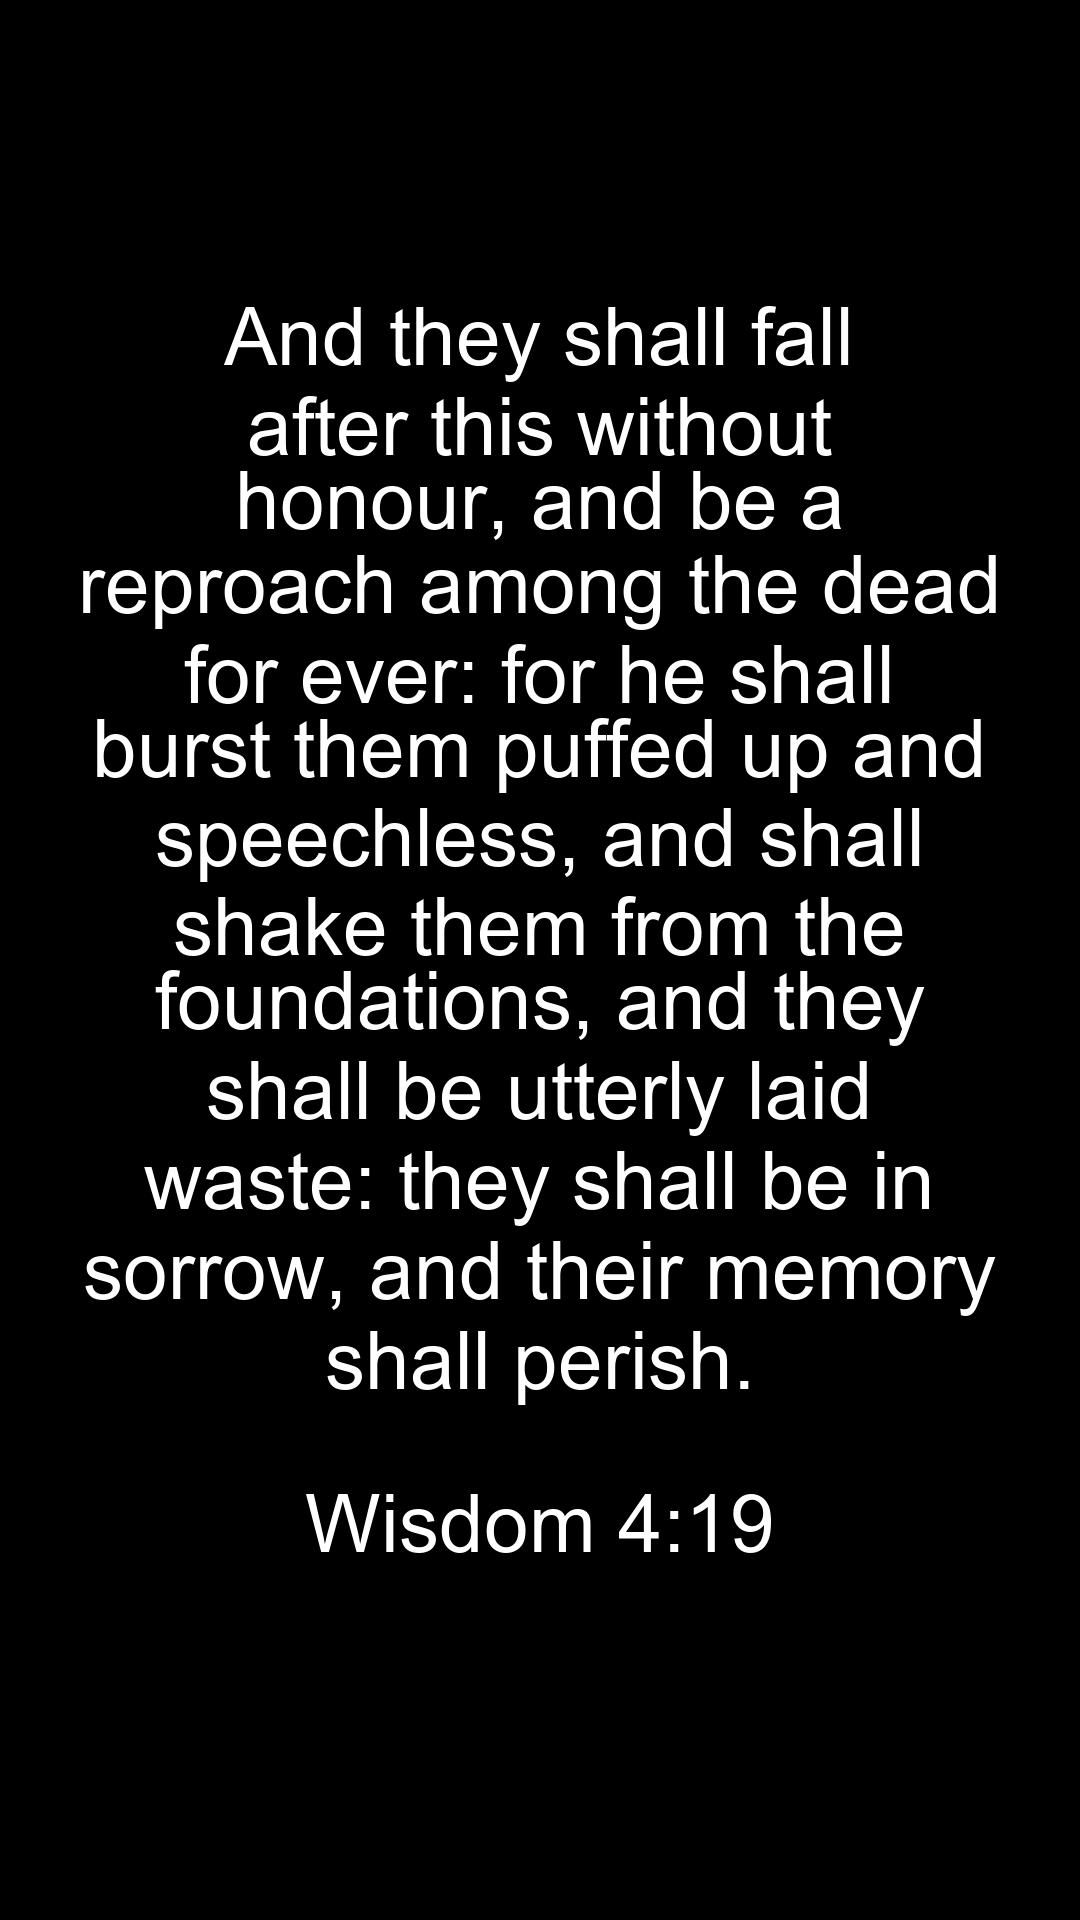 And they shall fall
after this without
honour, and be a
reproach among the dead
for ever: for he shall
burst them puffed up and
speechless, and shall
shake them from the
foundations, and they
shall be utterly laid
waste: they shall be in
sorrow, and their memory
shall perish.
Wisdom 4:19